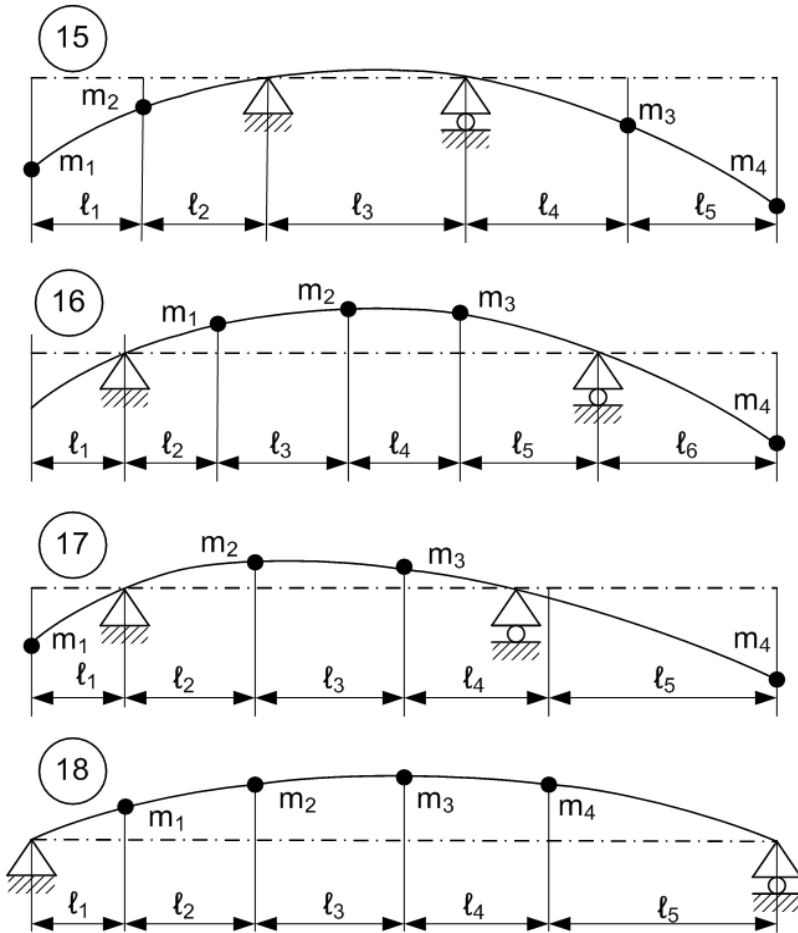 15
m₂
m₃
m₁
m₄
ℓ₁ ℓ₂ ℓ₃ ℓ₄ ℓ₅
16
m₁ m₂ m₃
m₄
ℓ₁ ℓ₂ ℓ₃ ℓ₄ ℓ₅ ℓ₆
17
m₂ m₃
m₁ m₄
ℓ₁ ℓ₂ ℓ₃ ℓ₄ ℓ₅
18
m₁ m₂ m₃ m₄
ℓ₁ ℓ₂ ℓ₃ ℓ₄ ℓ₅